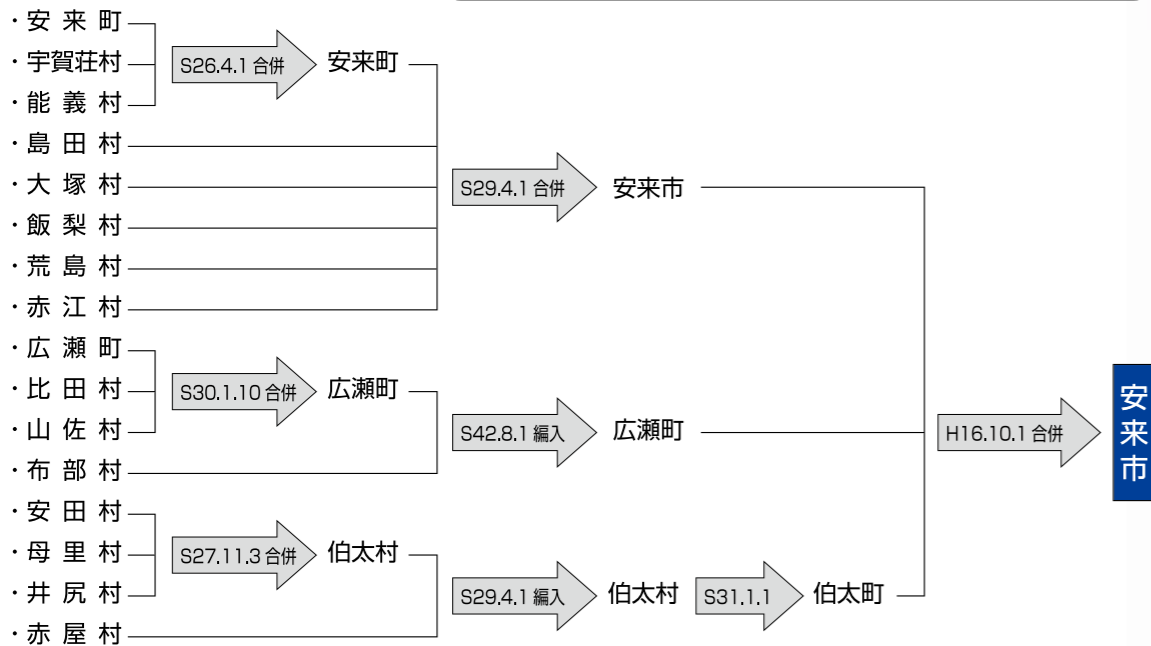 ・安来町
・宇賀荘村
・能義村
S26.4.1 合併
安来町
・島田村
・大塚村
・飯梨村
・荒島村
・赤江村
S29.4.1 合併
安来市
・広瀬町
・比田村
・山佐村
S30.1.10 合併
広瀬町
・布部村
S42.8.1 編入
広瀬町
・安田村
・母里村
・井尻村
S27.11.3 合併
伯太村
・赤屋村
S29.4.1 編入
伯太村
S31.1.1
伯太町
H16.10.1 合併
安来市